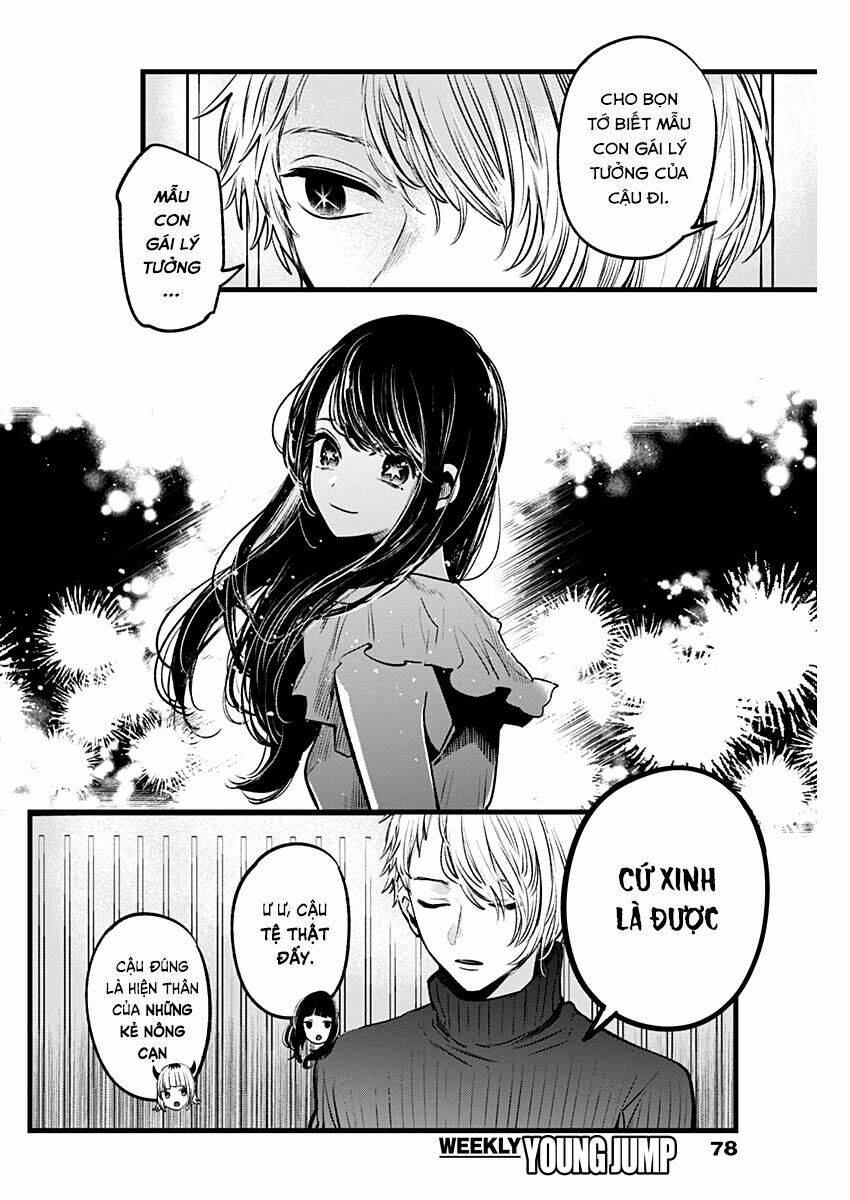 CHO BỌN
TỚ BIẾT MẪU
CON GÁI LÝ
TƯỞNG CỦA
CẬU ĐI.
MẪU
CON
GÁI LÝ
TƯỞNG
...
CỨ XINH
LÀ ĐƯỢC
Ư Ư, CẬU
TỆ THẬT
ĐẤY.
CẬU ĐÚNG
LÀ HIỆN THÂN
CỦA NHỮNG
KẺ NÔNG
CẠN
WEEKLY YOUNG JUMP 78